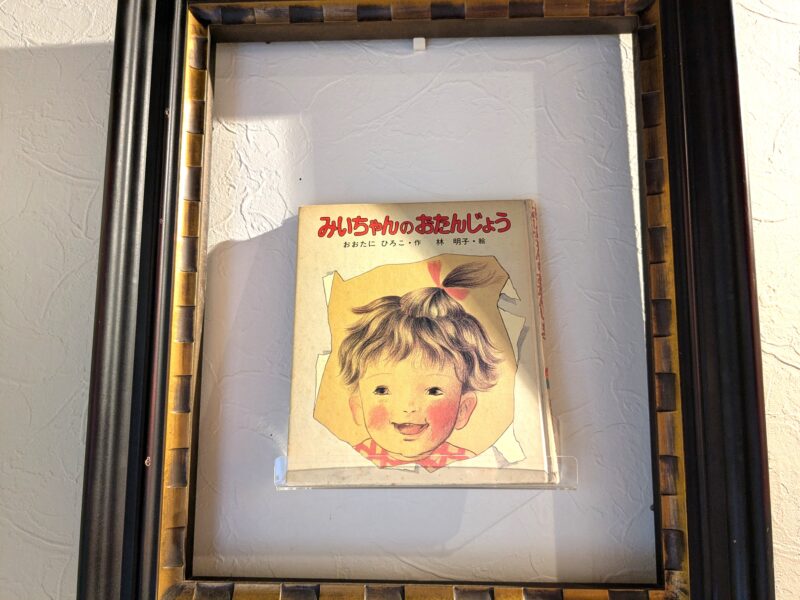 みいちゃんのおたんじょう
おおたに ひろこ・作 林 明子・絵